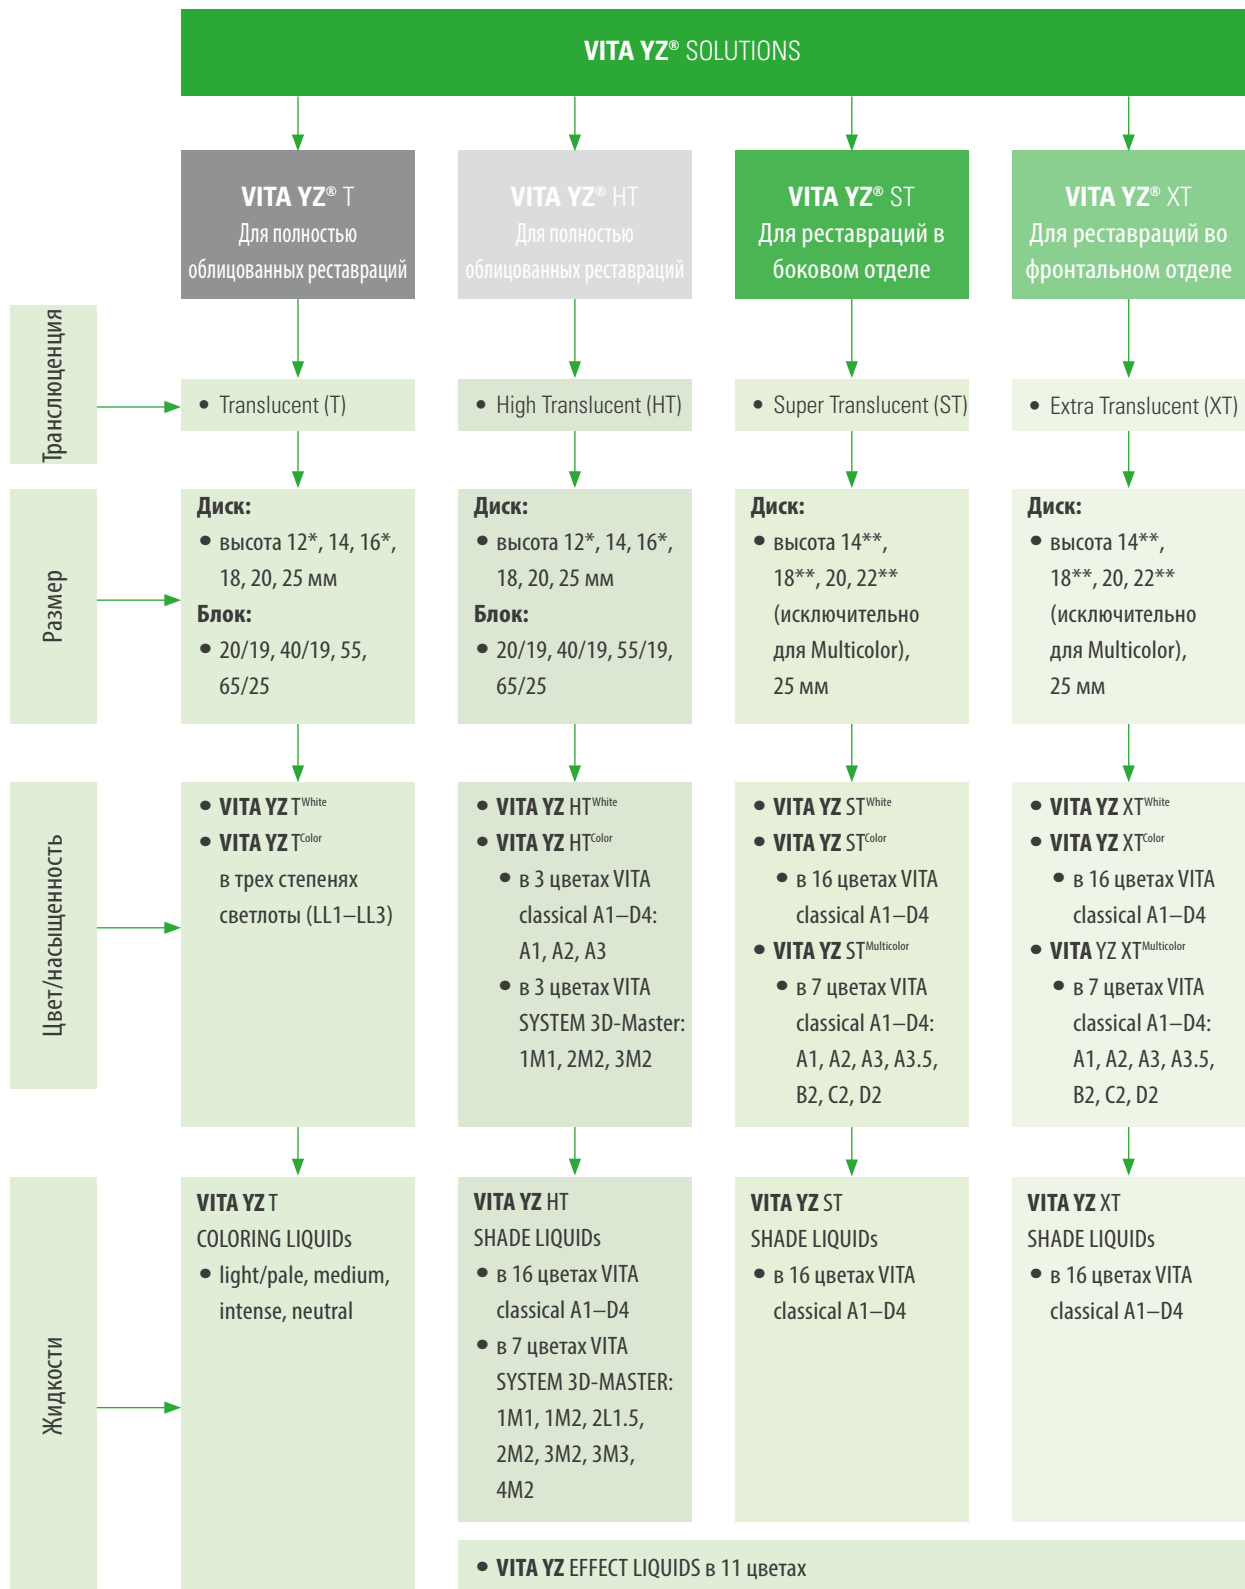 VITA YZ® SOLUTIONS
VITA YZ® T
Для полностью
облицованных реставраций
VITA YZ® HT
Для полностью
облицованных реставраций
VITA YZ® ST
Для реставраций в
боковом отделе
VITA YZ® XT
Для реставраций во
фронтальном отделе
Транслюценция
• Translucent (T)
• High Translucent (HT)
• Super Translucent (ST)
• Extra Translucent (XT)
Размер
Диск:
• высота 12*, 14, 16*,
18, 20, 25 мм
Блок:
• 20/19, 40/19, 55,
65/25
Диск:
• высота 12*, 14, 16*,
18, 20, 25 мм
Блок:
• 20/19, 40/19, 55/19,
65/25
Диск:
• высота 14**,
18**, 20, 22**
(исключительно
для Multicolor),
25 мм
Диск:
• высота 14**,
18**, 20, 22**
(исключительно
для Multicolor),
25 мм
Цвет/насыщенность
• VITA YZ TWhite
• VITA YZ TColor
в трех степенях
светлоты (LL1–LL3)
• VITA YZ HTWhite
• VITA YZ HTColor
• в 3 цветах VITA
classical A1–D4:
A1, A2, A3
• в 3 цветах VITA
SYSTEM 3D-Master:
1M1, 2M2, 3M2
• VITA YZ STWhite
• VITA YZ STColor
• в 16 цветах VITA
classical A1–D4
• VITA YZ STMulticolor
• в 7 цветах VITA
classical A1–D4:
A1, A2, A3, A3.5,
B2, C2, D2
• VITA YZ XTWhite
• VITA YZ XTColor
• в 16 цветах VITA
classical A1–D4
• VITA YZ XTMulticolor
• в 7 цветах VITA
classical A1–D4:
A1, A2, A3, A3.5,
B2, C2, D2
Жидкости
VITA YZ T
COLORING LIQUIDs
• light/pale, medium,
intense, neutral
VITA YZ HT
SHADE LIQUIDs
• в 16 цветах VITA
classical A1–D4
• в 7 цветах VITA
SYSTEM 3D-MASTER:
1M1, 1M2, 2L1.5,
2M2, 3M2, 3M3,
4M2
VITA YZ ST
SHADE LIQUIDs
• в 16 цветах VITA
classical A1–D4
VITA YZ XT
SHADE LIQUIDs
• в 16 цветах VITA
classical A1–D4
• VITA YZ EFFECT LIQUIDS в 11 цветах